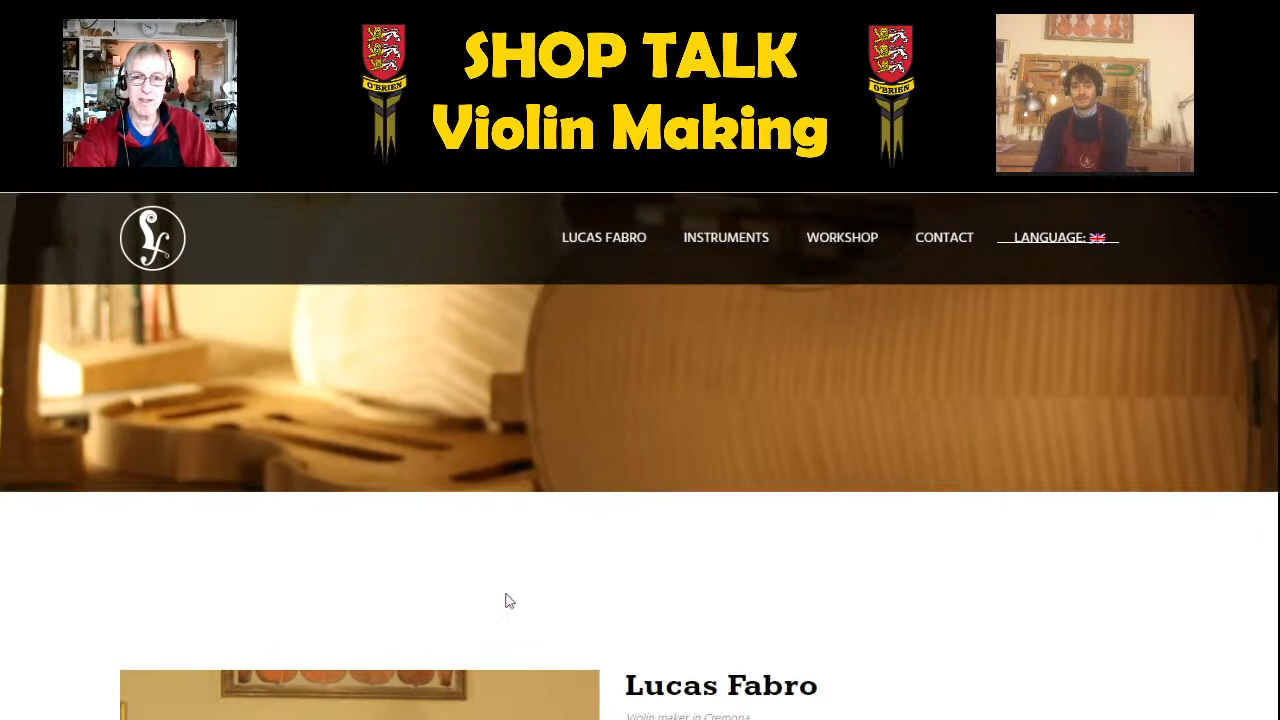 SHOP TALK
Violin Making
O'BRIEN
O'BRIEN
LUCAS FABRO
INSTRUMENTS
WORKSHOP
CONTACT
LANGUAGE:
Lucas Fabro
Violin maker in Cremona